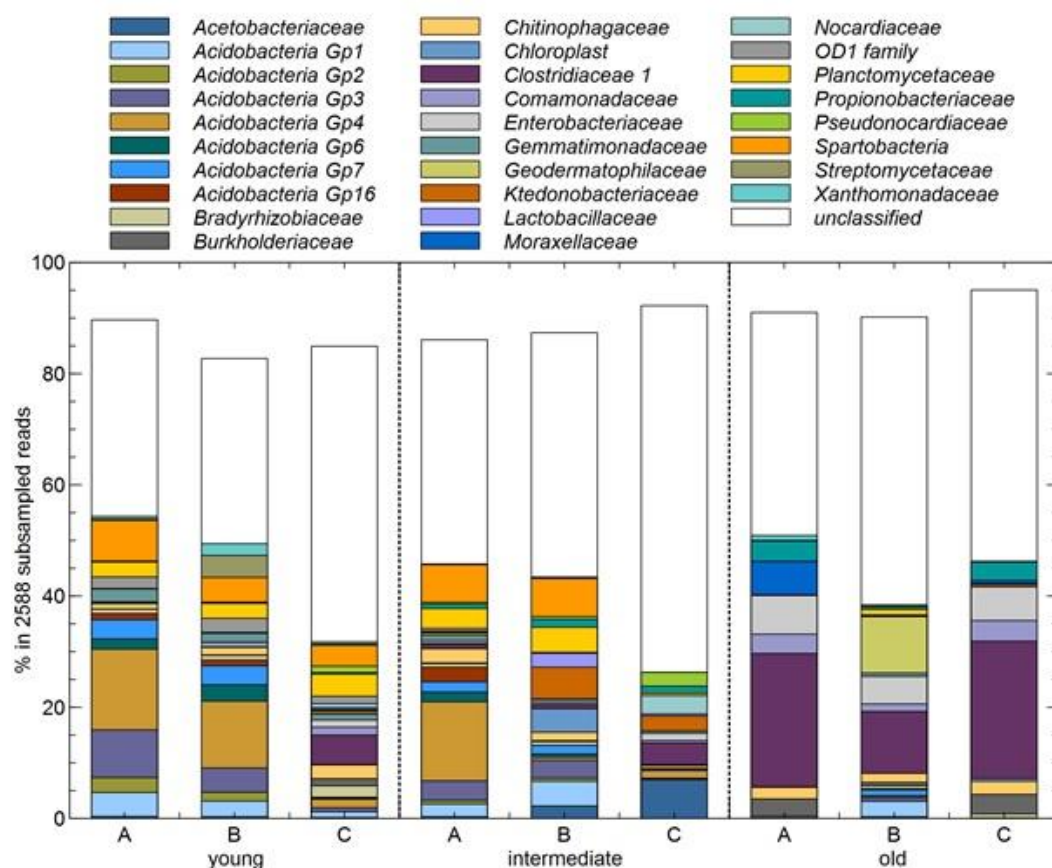 Acetobacteriaceae
Acidobacteria Gp1
Acidobacteria Gp2
Acidobacteria Gp3
Acidobacteria Gp4
Acidobacteria Gp6
Acidobacteria Gp7
Acidobacteria Gp16
Bradyrhizobiaceae
Burkholderiaceae
Chitinophagaceae
Chloroplast
Clostridiaceae 1
Comamonadaceae
Enterobacteriaceae
Gemmatimonadaceae
Geodermatophilaceae
Ktedonobacteriaceae
Lactobacillaceae
Moraxellaceae
Nocardiaceae
OD1 family
Planctomycetaceae
Propionobacteriaceae
Pseudonocardiaceae
Spartobacteria
Streptomycetaceae
Xanthomonadaceae
unclassified
% in 2588 subsampled reads
100
80
60
40
20
0
A B C A B C A B C
young intermediate old